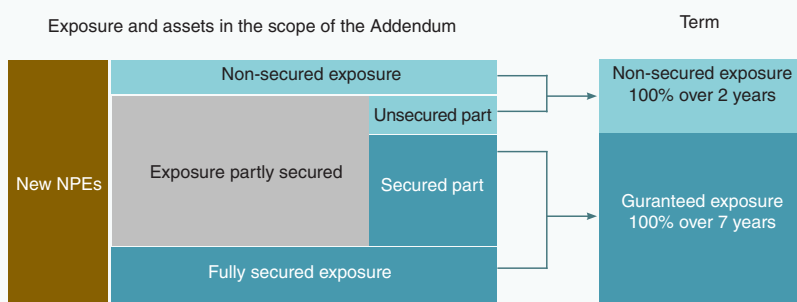 Exposure and assets in the scope of the Addendum
Term
Non-secured exposure
Unsecured part
New NPEs
Exposure partly secured
Secured part
Fully secured exposure
Non-secured exposure
100% over 2 years
Guranteed exposure
100% over 7 years